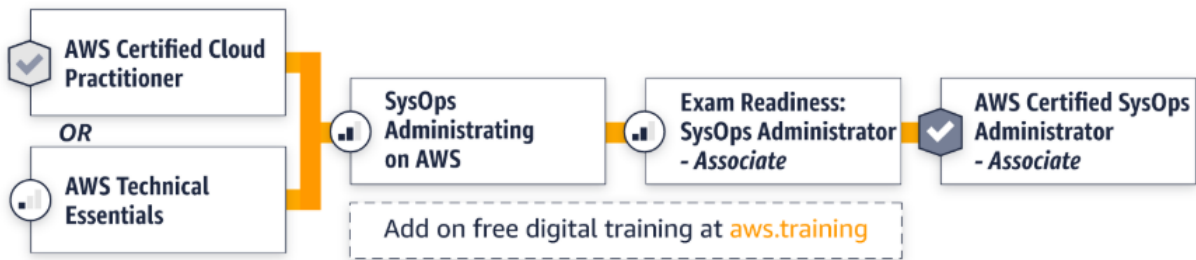 AWS Certified Cloud
Practitioner
OR
AWS Technical
Essentials
SysOps
Administrating
on AWS
Exam Readiness:
SysOps Administrator
- Associate
AWS Certified SysOps
Administrator
- Associate
Add on free digital training at aws.training